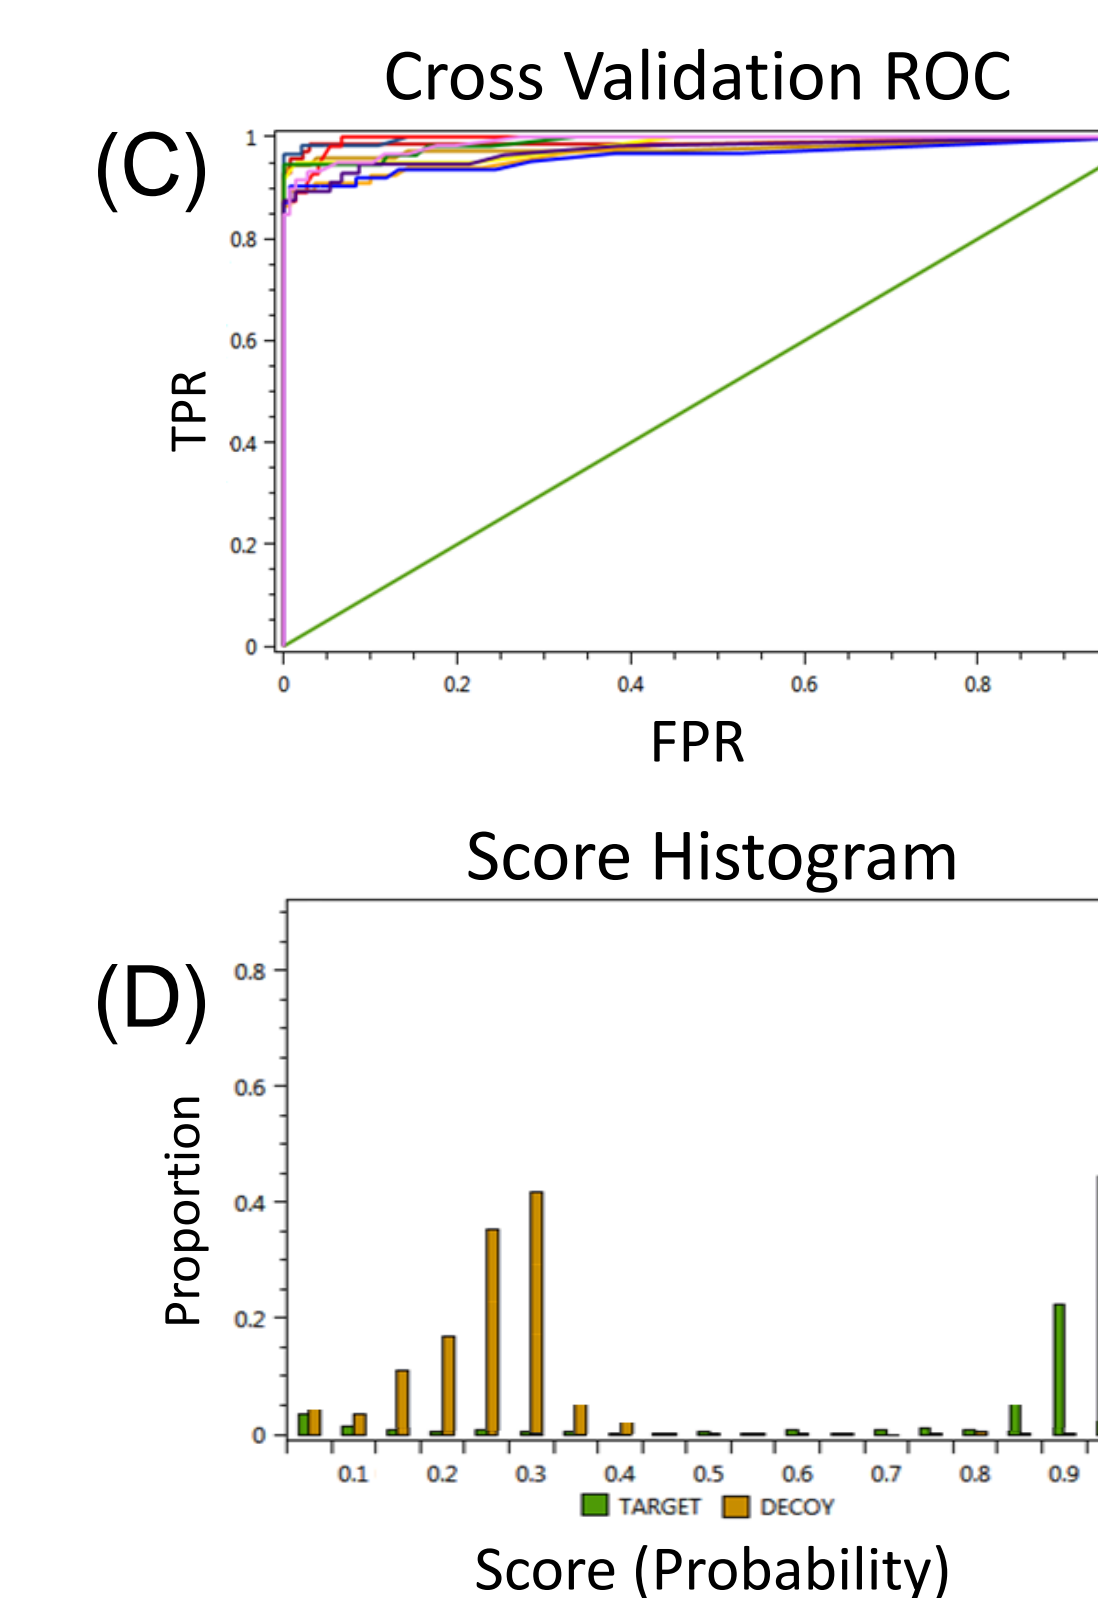 Cross Validation ROC
(C)
1
0.8
0.6
0.4
0.2
0
TPR
0 0.2 0.4 0.6 0.8
FPR
Score Histogram
(D)
0.8
0.6
0.4
0.2
0
Proportion
0.1 0.2 0.3 0.4 0.5 0.6 0.7 0.8 0.9
TARGET DECOY
Score (Probability)